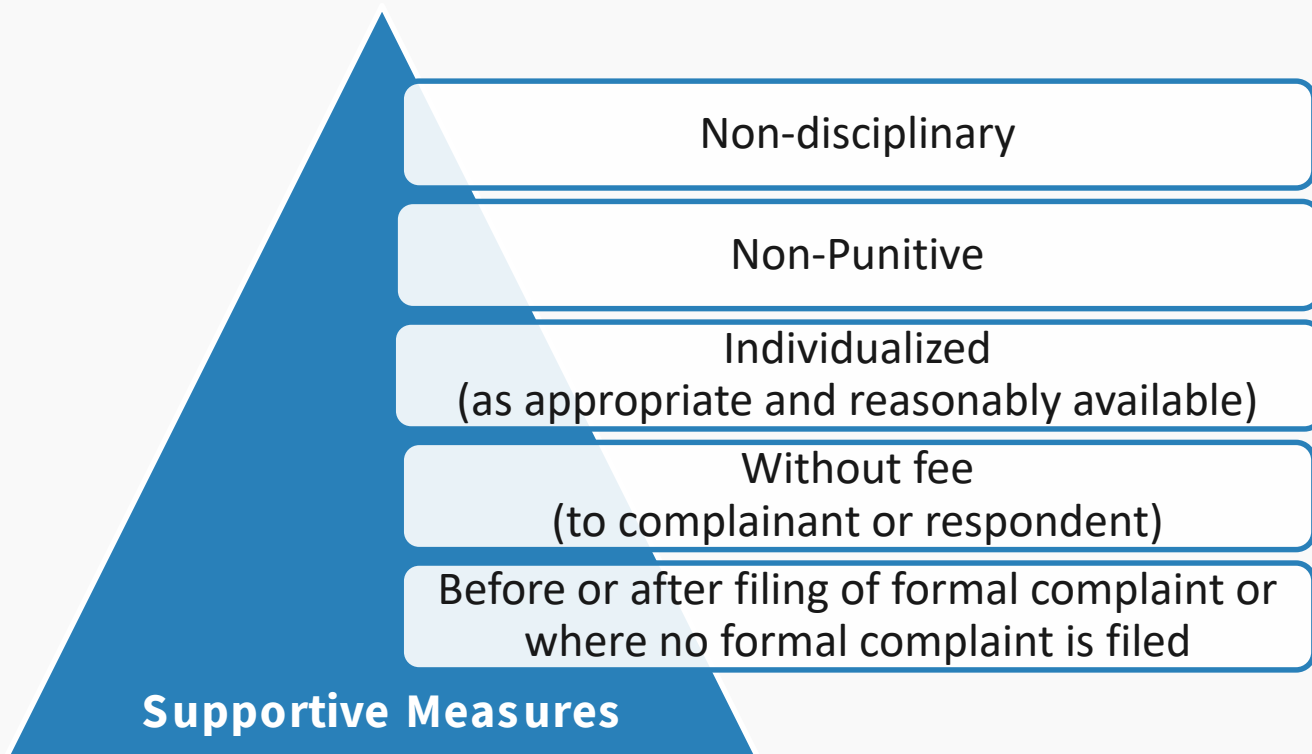 Non-disciplinary
Non-Punitive
Individualized
(as appropriate and reasonably available)
Without fee
(to complainant or respondent)
Before or after filing of formal complaint or
where no formal complaint is filed
Supportive Measures